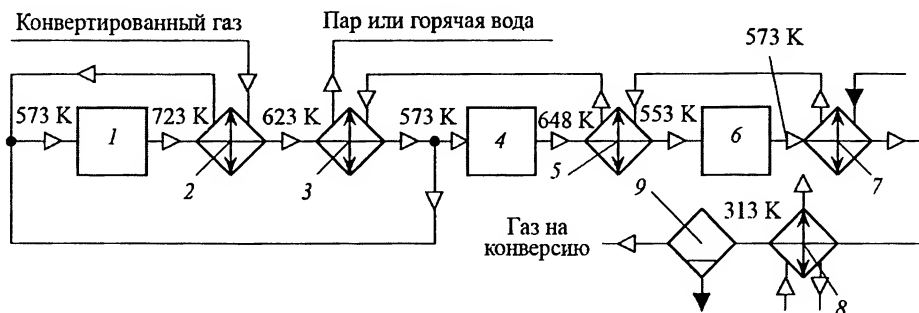 Конвертированный газ
Пар или горячая вода
573 K
573 K
1
723 K
2
623 K
3
573 K
4
648 K
5
553 K
6
7
9
313 K
Газ на
конверсию
8